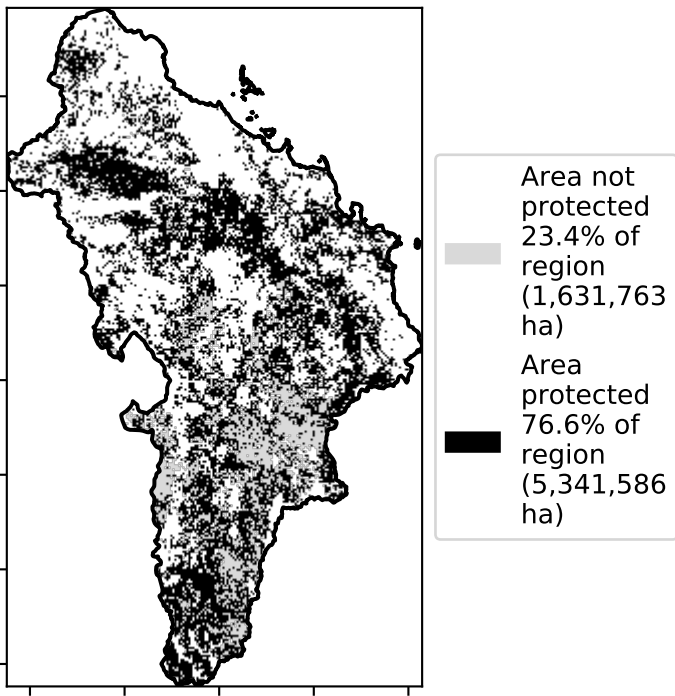 Area not
protected
23.4% of
region
(1,631,763
ha)
Area
protected
76.6% of
region
(5,341,586
ha)